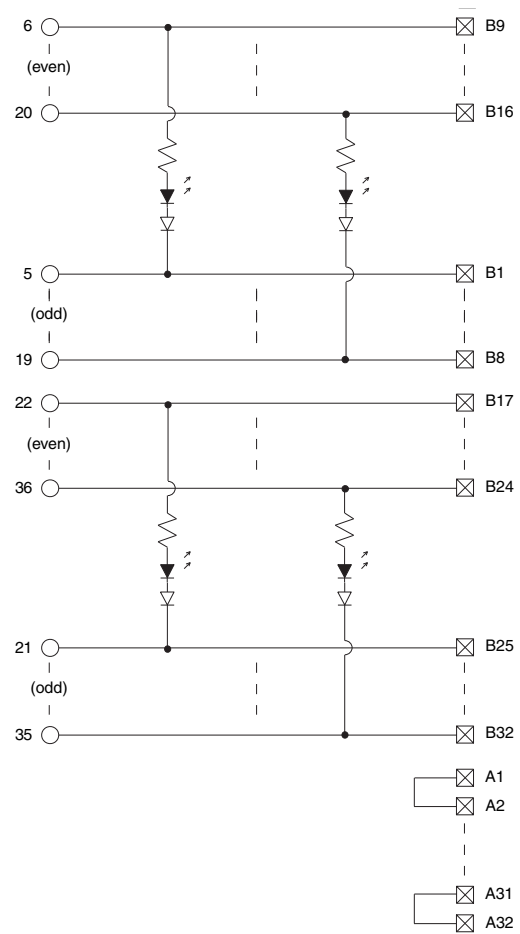 6 B9
(even)
20 B16
5 B1
(odd)
19 B8
22 B17
(even)
36 B24
21 B25
(odd)
35 B32
A1
A2
A31
A32